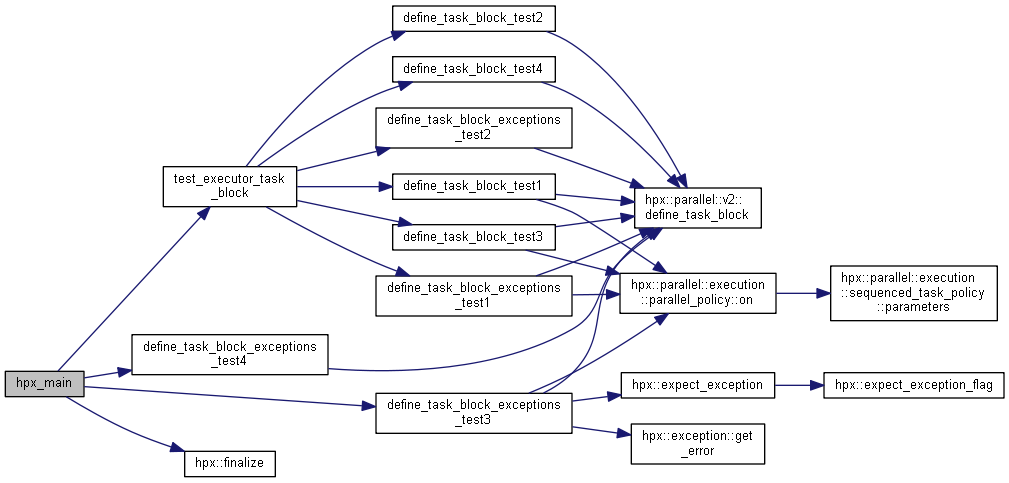 define_task_block_test2
define_task_block_test4
define_task_block_exceptions
_test2
test_executor_task
_block
define_task_block_test1
hpx::parallel::v2::
define_task_block
define_task_block_test3
define_task_block_exceptions
_test1
hpx::parallel::execution
::parallel_policy::on
hpx::parallel::execution
::sequenced_task_policy
::parameters
define_task_block_exceptions
_test4
hpx_main
define_task_block_exceptions
_test3
hpx::expect_exception
hpx::expect_exception_flag
hpx::exception::get
_error
hpx::finalize